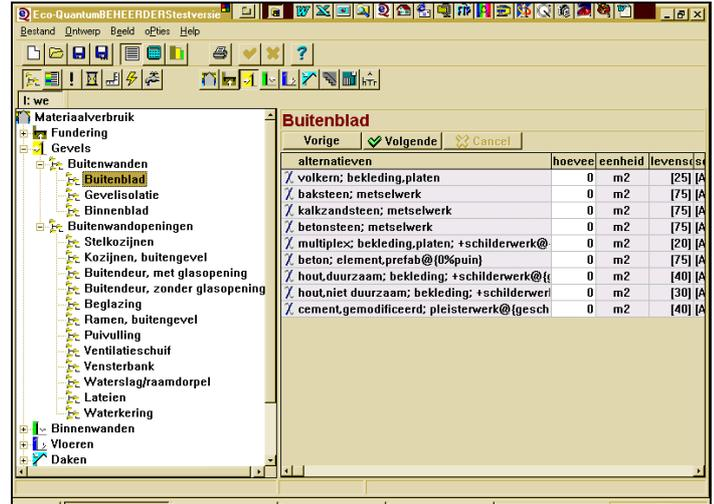 Eco-QuantumBEHEERDERStestversie
Bestand Ontwerp Beeld oPties Help
I: we
Materiaalverbruik
Fundering
Gevels
Buitenwanden
Buitenblad
Gevelisolatie
Binnenblad
Buitenwandopeningen
Stelkozijnen
Kozijnen, buitengevel
Buitendeur, met glasopening
Buitendeur, zonder glasopening
Beglazing
Ramen, buitengevel
Puivulling
Ventilatieschuif
Vensterbank
Waterslag/raamdorpel
Lateien
Waterkering
Binnenwanden
Vloeren
Daken
Buitenblad
Vorige Volgende Cancel
alternatieven hoevee eenheid levensd
volkern; bekleding,platen 0 m2 [25] [A
baksteen; metselwerk 0 m2 [75] [A
kalkzandsteen; metselwerk 0 m2 [75] [A
betonsteen; metselwerk 0 m2 [75] [A
multiplex; bekleding,platen; +schilderwerk@ 0 m2 [20] [A
beton; element,prefab@{0%puin} 0 m2 [75] [A
hout,duurzaam; bekleding; +schilderwerk@{g 0 m2 [40] [A
hout,niet duurzaam; bekleding; +schilderwerl 0 m2 [30] [A
cement,gemodificeerd; pleisterwerk@{gesch 0 m2 [40] [A